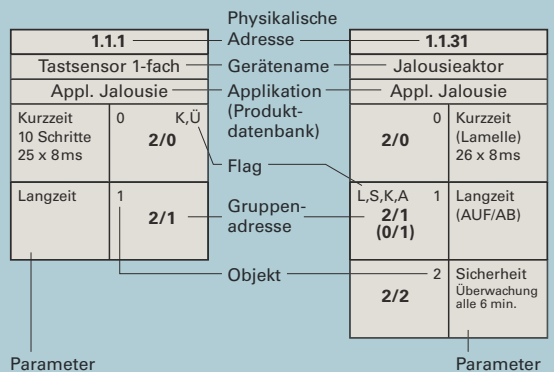 Physikalische
1.1.1 Adresse 1.1.31
Tastsensor 1-fach Gerätename Jalousieaktor
Appl. Jalousie Applikation Appl. Jalousie
(Produkt-
datenbank)
Kurzzeit
10 Schritte
25 x 8ms
0 K,Ü
2/0
0
2/0
Kurzzeit
(Lamelle)
26 x 8ms
Flag
Langzeit
1
2/1
Gruppen-
adresse
L,S,K,A 1
2/1
(0/1)
Langzeit
(AUF/AB)
Objekt
2
2/2
Sicherheit
Überwachung
alle 6 min.
Parameter Parameter